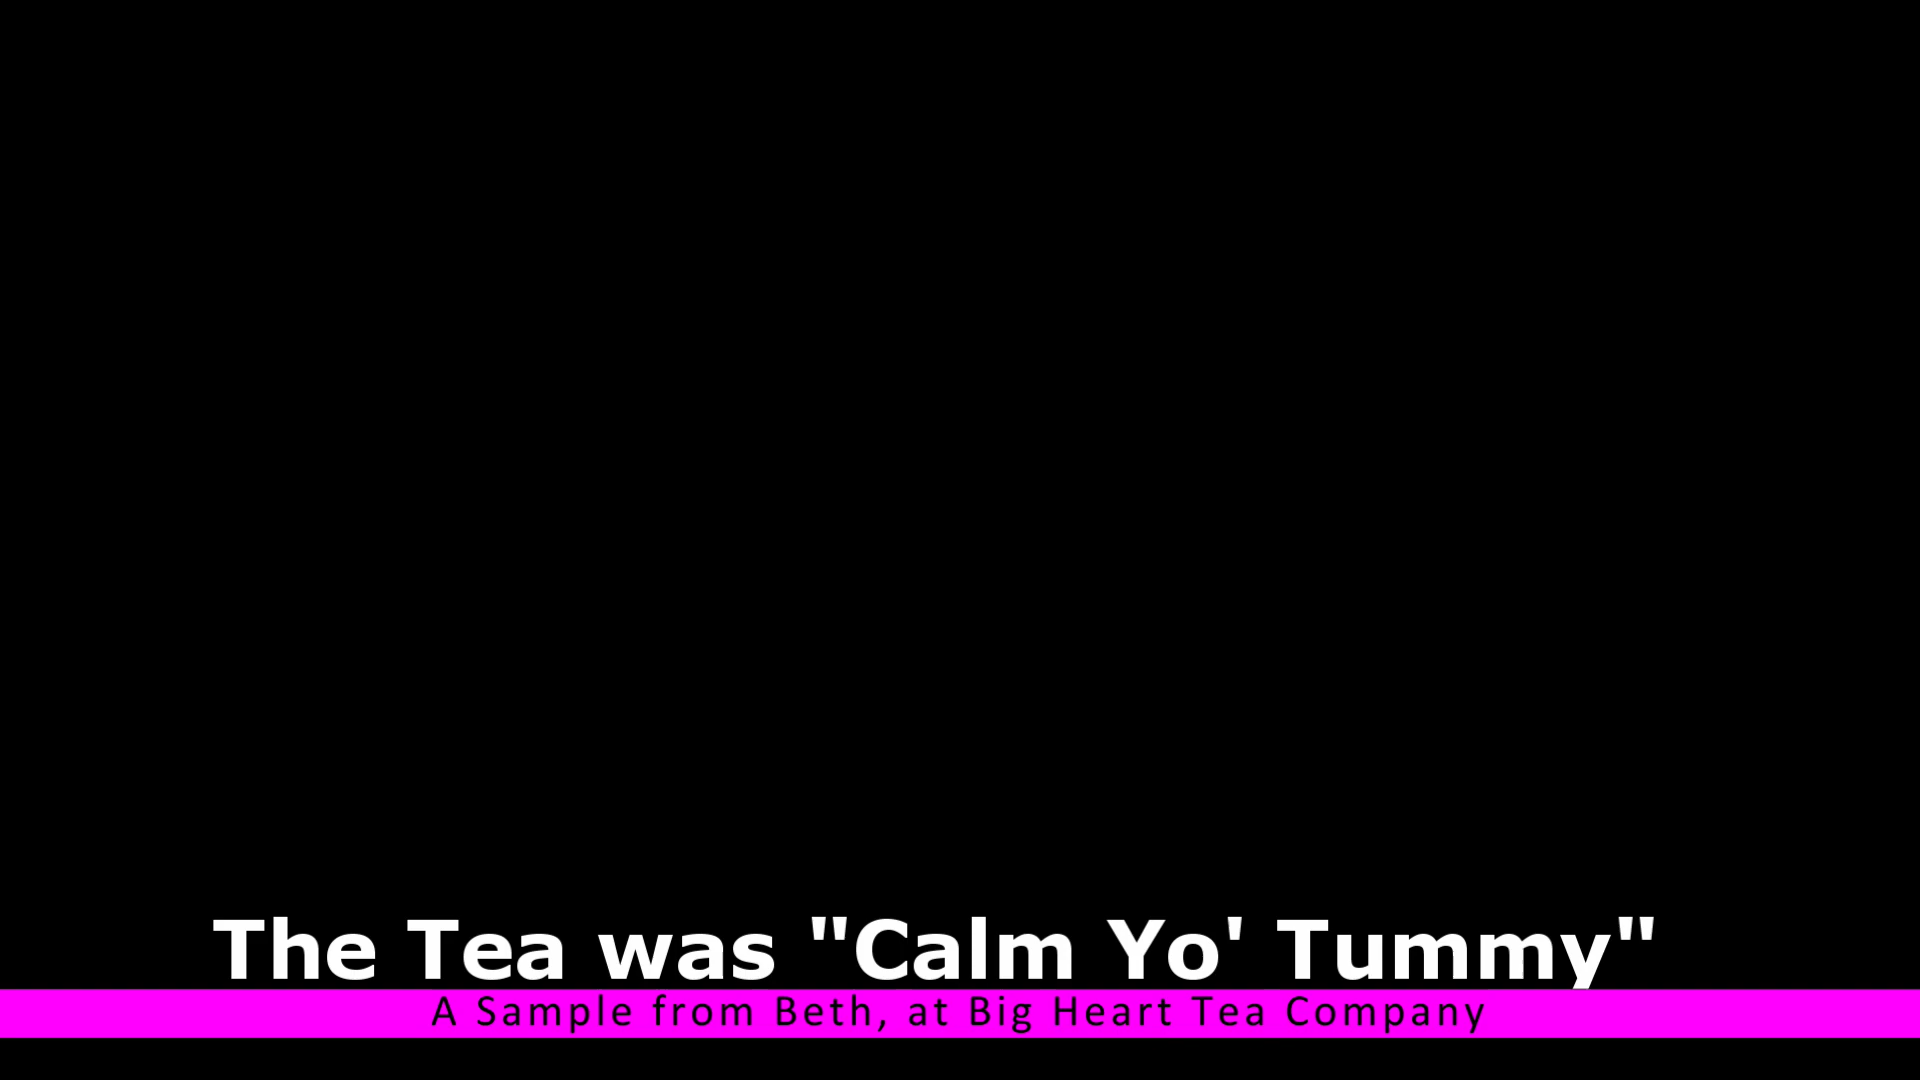 The Tea was "Calm Yo' Tummy"
A Sample from Beth, at Big Heart Tea Company